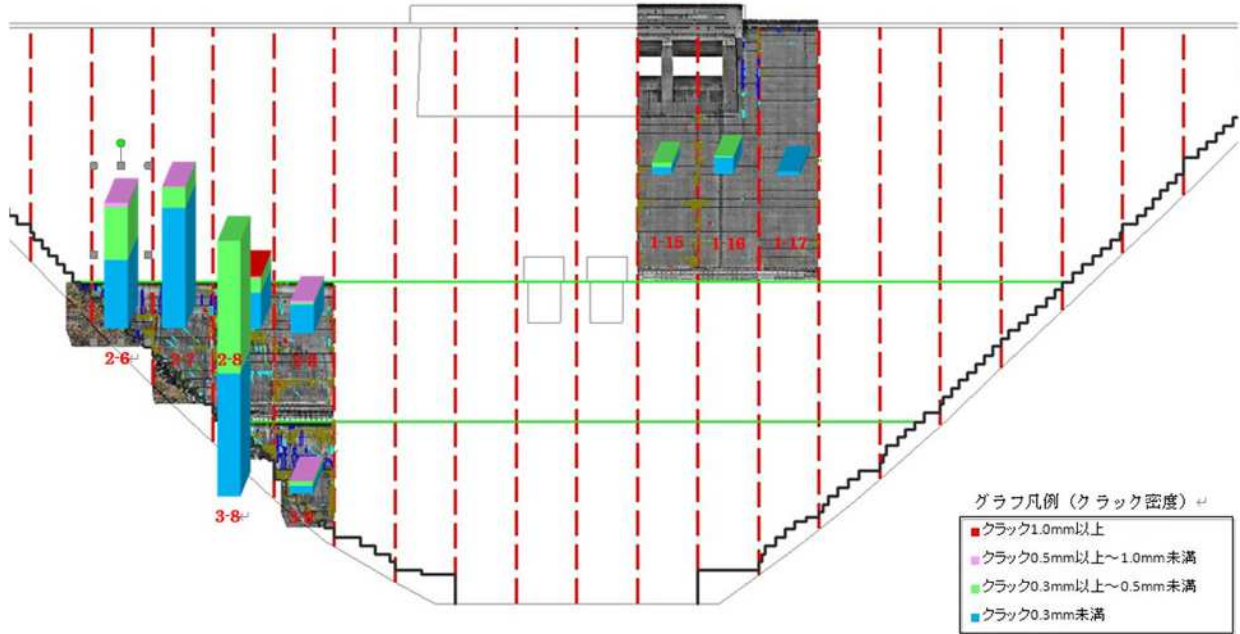 1-15
1-16
1-17
2-6↵
2-7
2-8
3-8
グラフ凡例（クラック密度）↵
クラック1.0mm以上
クラック0.5mm以上～1.0mm未満
クラック0.3mm以上～0.5mm未満
クラック0.3mm未満